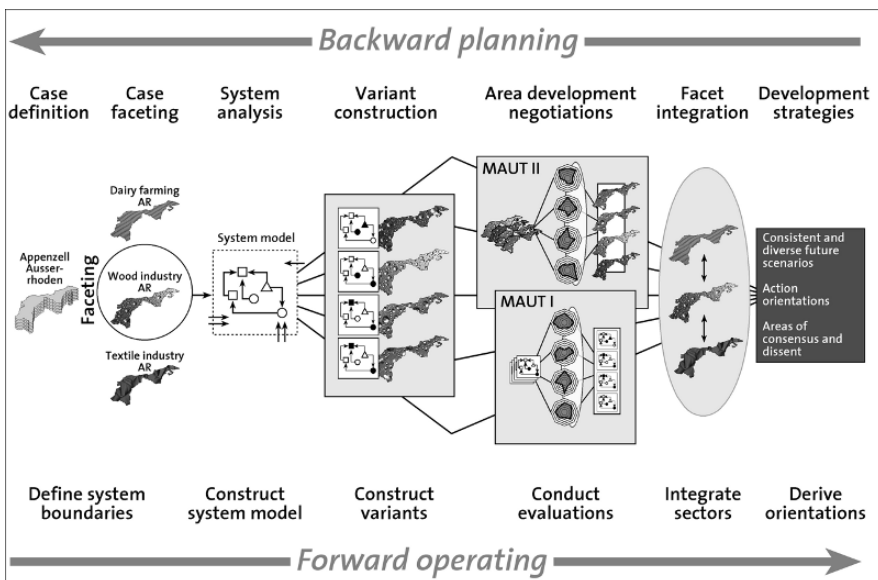 Backward planning
Case
definition
Case
faceting
System
analysis
Variant
construction
Area development
negotiations
Facet
integration
Development
strategies
Dairy farming
AR
Appenzell
Ausser-
rhoden
Faceting
Wood industry
AR
Textile industry
AR
System model
MAUT II
MAUT I
Consistent and
diverse future
scenarios
Action
orientations
Areas of
consensus and
dissent
Define system
boundaries
Construct
system model
Construct
variants
Conduct
evaluations
Integrate
sectors
Derive
orientations
Forward operating